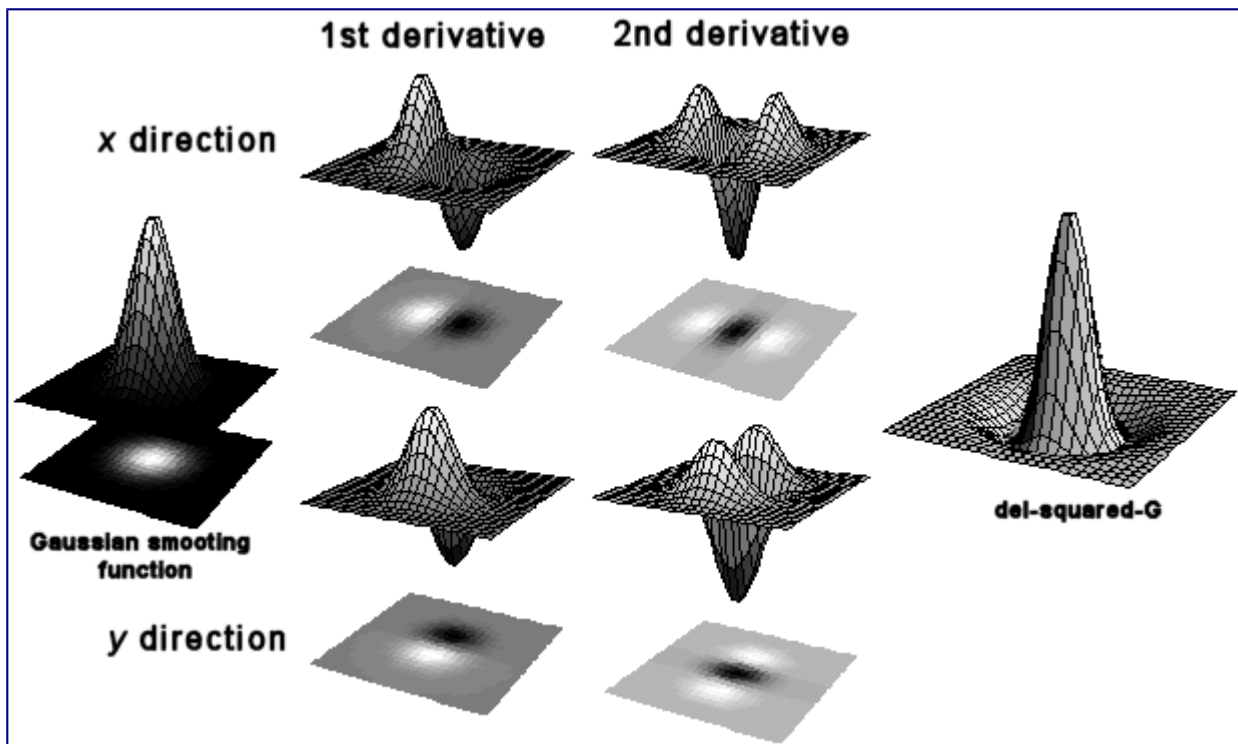 1st derivative
2nd derivative
x direction
Gaussian smooting
function
del-squared-G
y direction